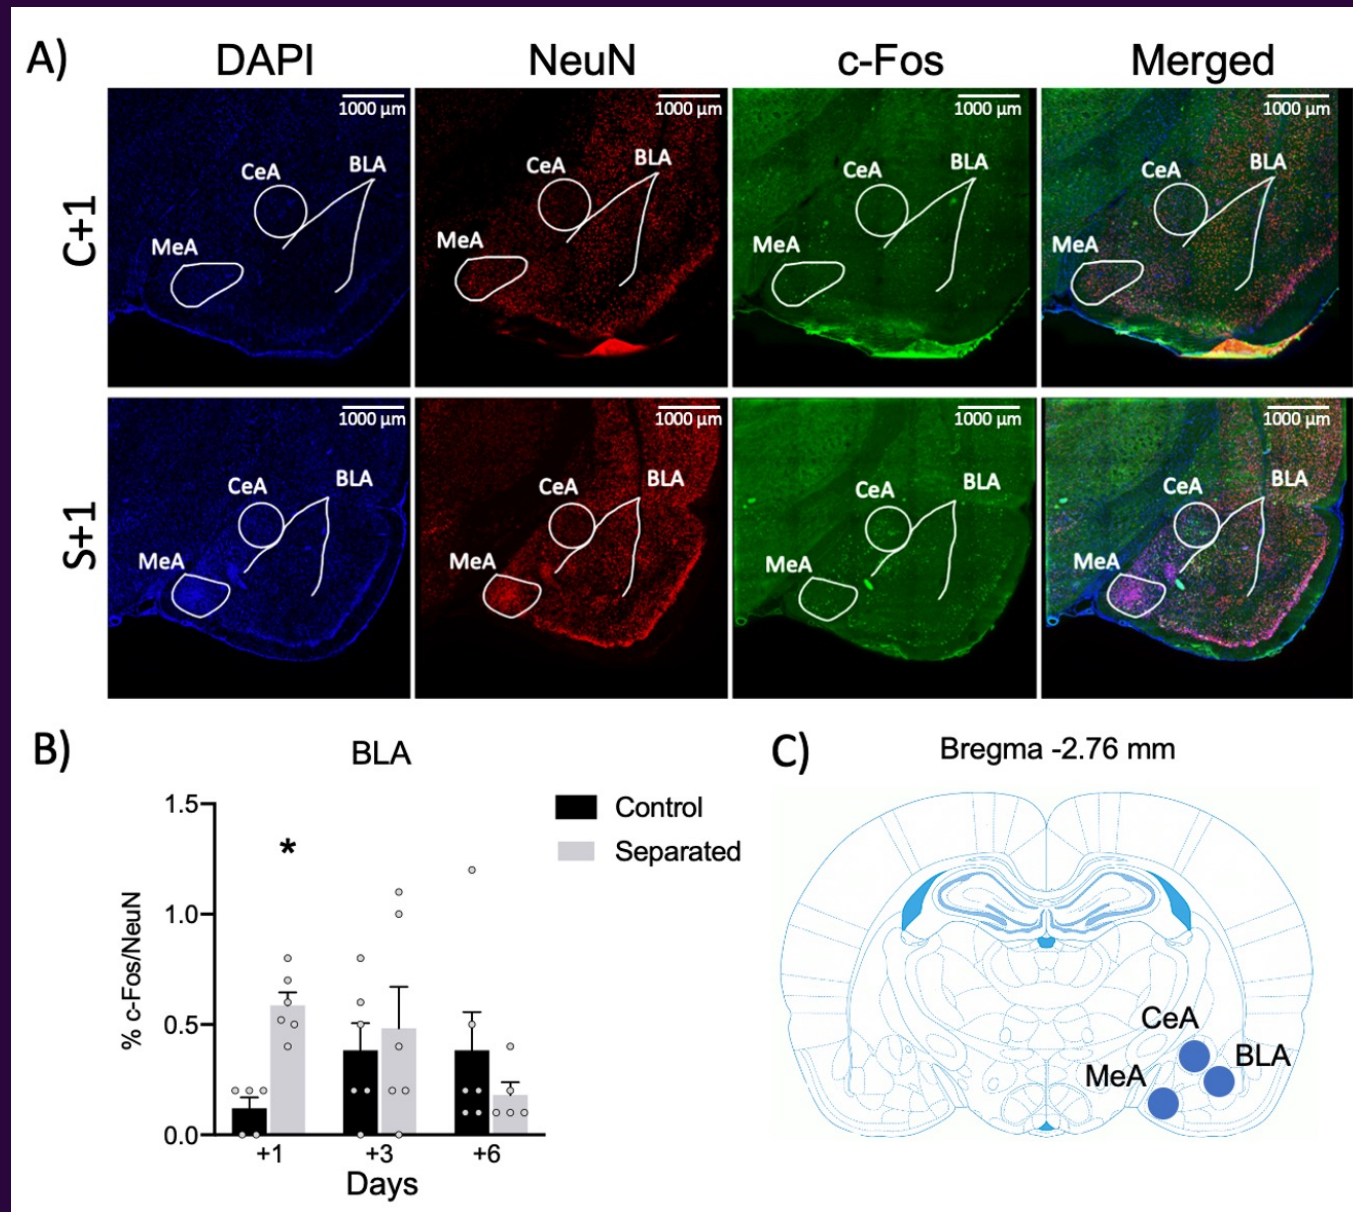 A)
DAPI
NeuN
c-Fos
Merged
C+1
1000 µm
CeA
BLA
MeA
1000 µm
CeA
BLA
MeA
1000 µm
CeA
BLA
MeA
1000 µm
CeA
BLA
MeA
S+1
1000 µm
CeA
BLA
MeA
1000 µm
CeA
BLA
MeA
1000 µm
CeA
BLA
MeA
1000 µm
CeA
BLA
MeA
B)
BLA
% c-Fos/NeuN
1.5
1.0
0.5
0.0
*
Control
Separated
+1
+3
+6
Days
C)
Bregma -2.76 mm
CeA
BLA
MeA